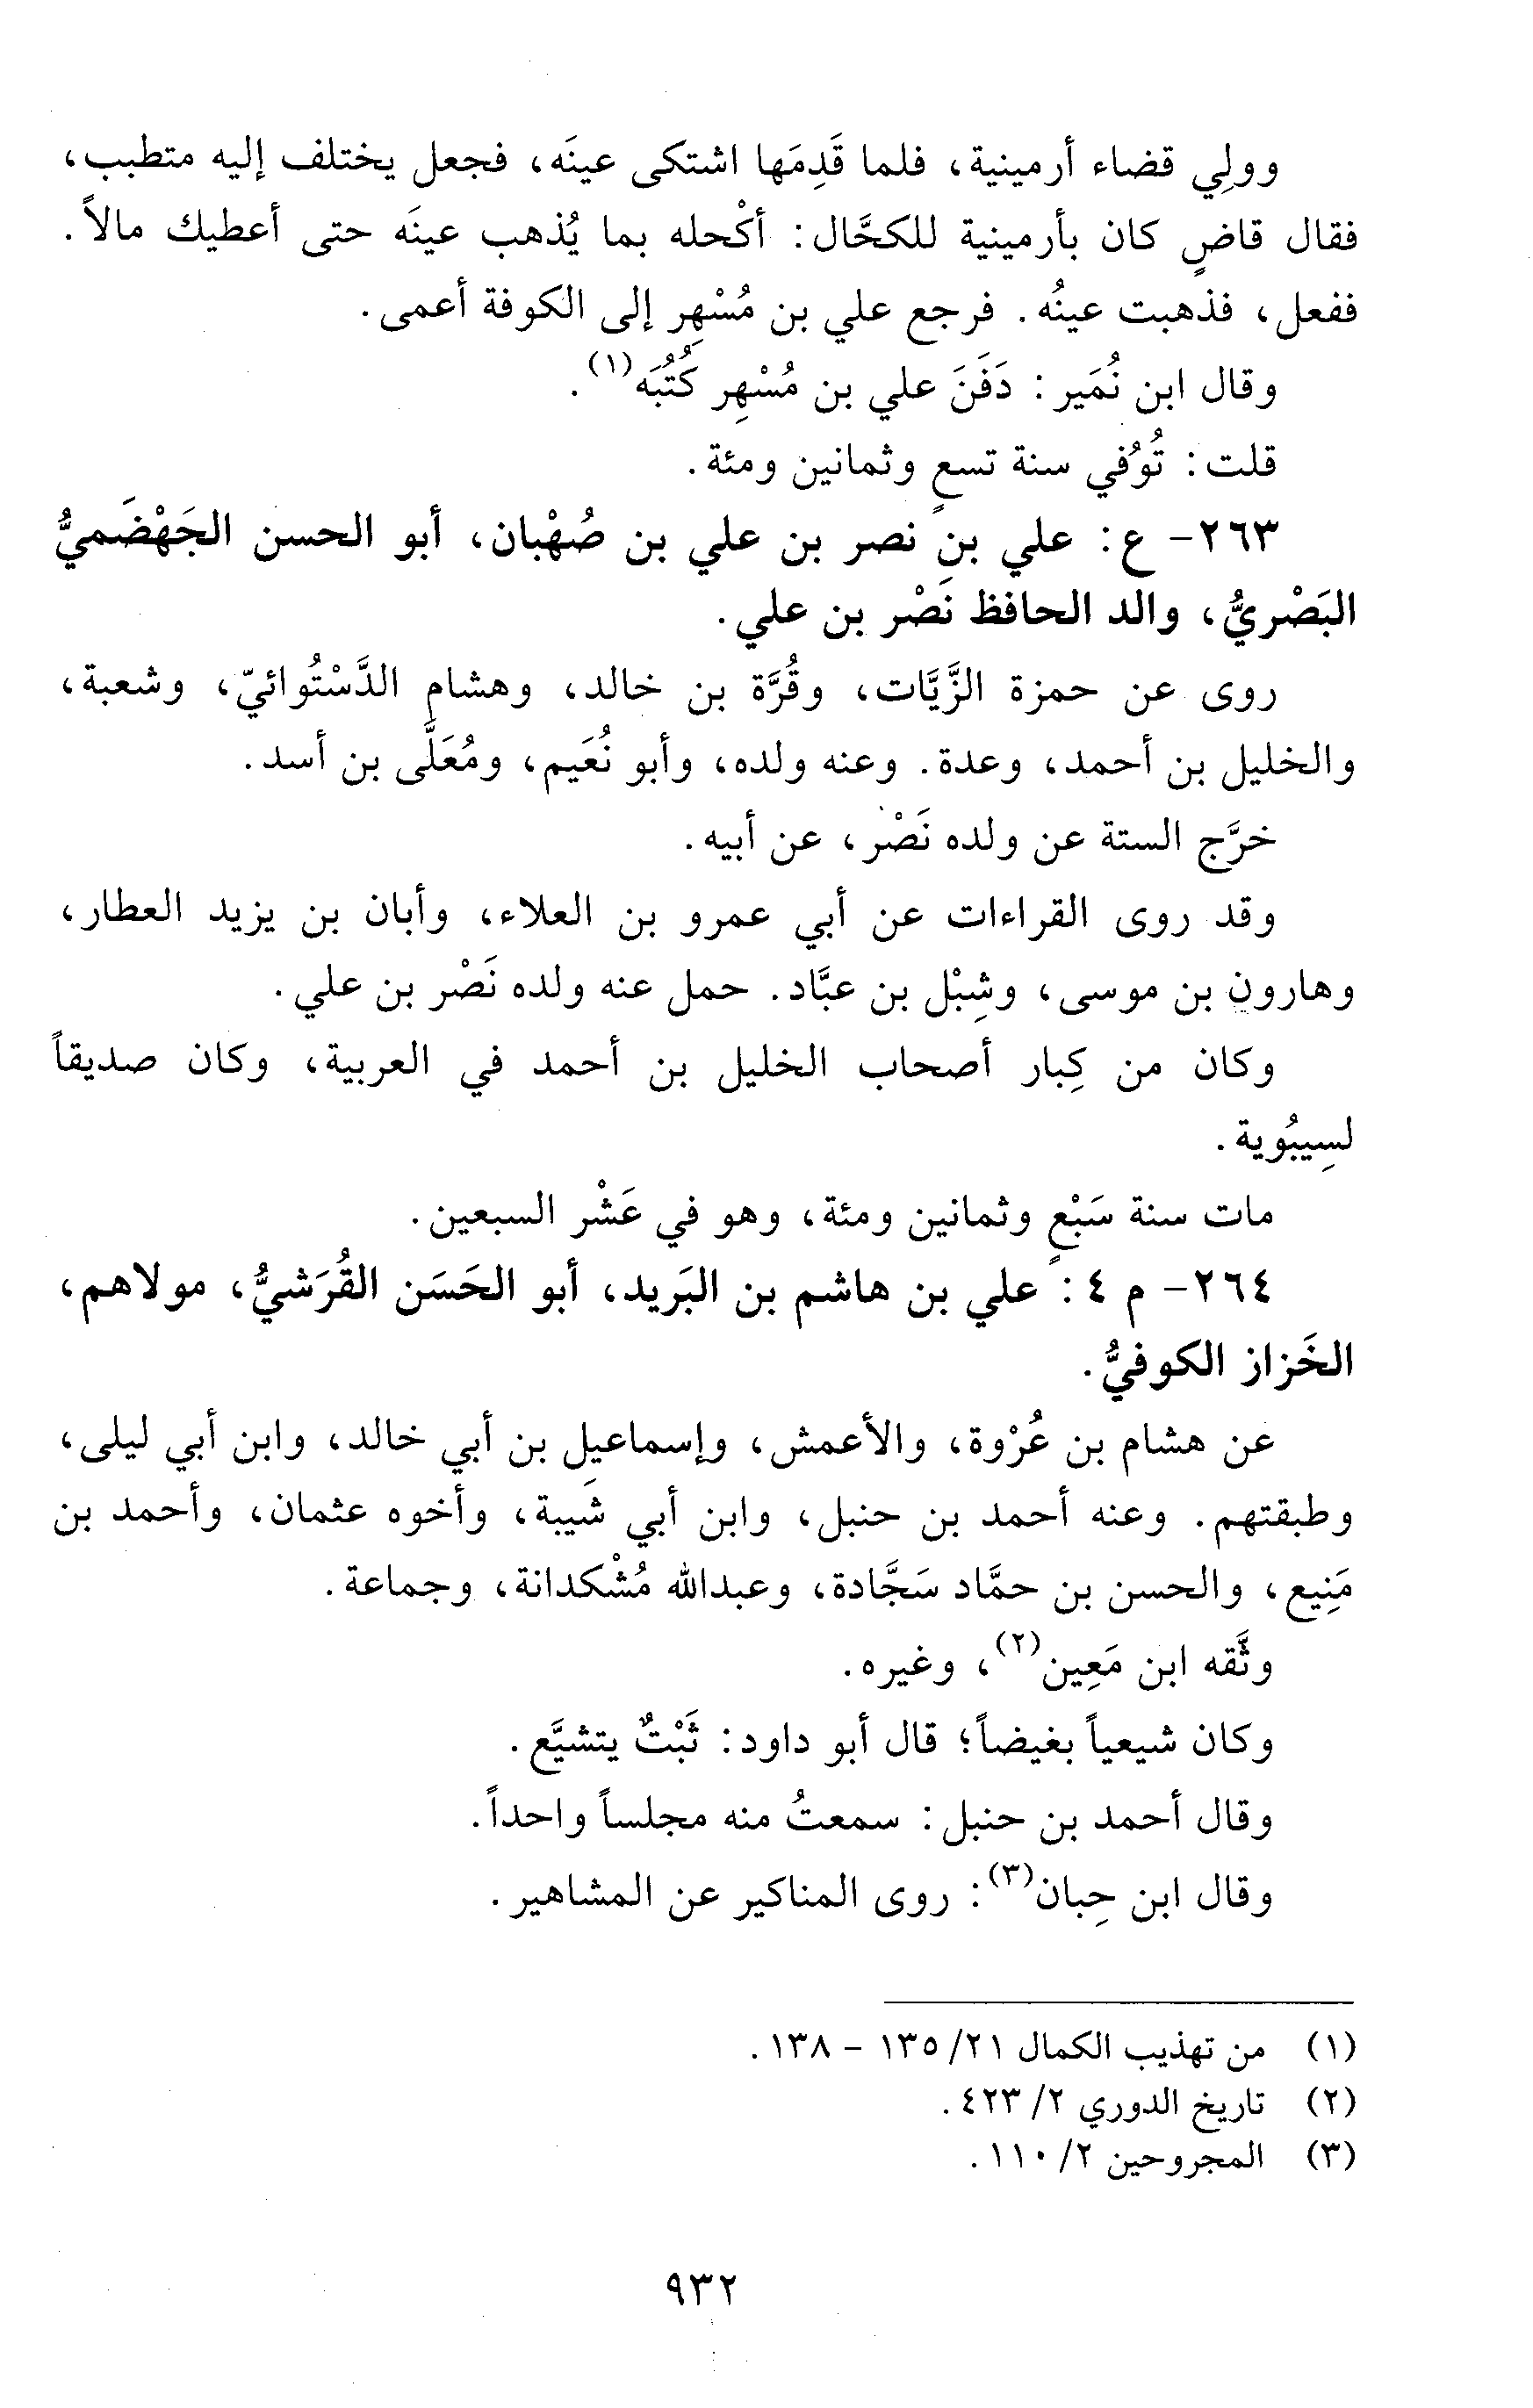 وولِي قضاء أرمينية، فلما قَدِمَها اشتكى عينَه، فجعل يختلف إليه متطبب،
فقال قاضٍ كان بأرمينية للكحَّال: أكْحله بما يُذهب عينَه حتى أعطيك مالاً.
ففعل، فذهبت عينُه. فرجع علي بن مُسْهِر إلى الكوفة أعمى.
وقال ابن نُمَير: دَفَنَ علي بن مُسْهِر كُتُبَه(١).
قلت: تُوُفي سنة تسعٍ وثمانين ومئة.
٢٦٣- ع: علي بن نصر بن علي بن صُهْبان، أبو الحسن الجَهْضَميُّ
البَصْريُّ، والد الحافظ نَصْر بن علي.
روى عن حمزة الزَّيَّات، وقُرَّة بن خالد، وهشام الدَّسْتُوائيّ، وشعبة،
والخليل بن أحمد، وعدة. وعنه ولده، وأبو نُعَيم، ومُعَلَّى بن أسد.
خرَّج الستة عن ولده نَصْر، عن أبيه.
وقد روى القراءات عن أبي عمرو بن العلاء، وأبان بن يزيد العطار،
وهارون بن موسى، وشِبْل بن عبَّاد. حمل عنه ولده نَصْر بن علي.
وكان من كِبار أصحاب الخليل بن أحمد في العربية، وكان صديقاً
لسِيبُوية.
مات سنة سَبْعٍ وثمانين ومئة، وهو في عَشْر السبعين.
٢٦٤- م ٤: علي بن هاشم بن البَريد، أبو الحَسَن القُرَشيُّ، مولاهم،
الخَزاز الكوفيُّ.
عن هشام بن عُرْوة، والأعمش، وإسماعيل بن أبي خالد، وابن أبي ليلى،
وطبقتهم. وعنه أحمد بن حنبل، وابن أبي شَيبة، وأخوه عثمان، وأحمد بن
مَنِيع، والحسن بن حمَّاد سَجَّادة، وعبدالله مُشْكدانة، وجماعة.
وثَّقه ابن مَعِين(٢)، وغيره.
وكان شيعياً بغيضاً؛ قال أبو داود: ثَبْتٌ يتشيَّع.
وقال أحمد بن حنبل: سمعتُ منه مجلساً واحداً.
وقال ابن حِبان(٣): روى المناكير عن المشاهير.
(١) من تهذيب الكمال ٢١/ ١٣٥ - ١٣٨.
(٢) تاريخ الدوري ٢/ ٤٢٣.
(٣) المجروحين ٢/ ١١٠.
٩٣٢